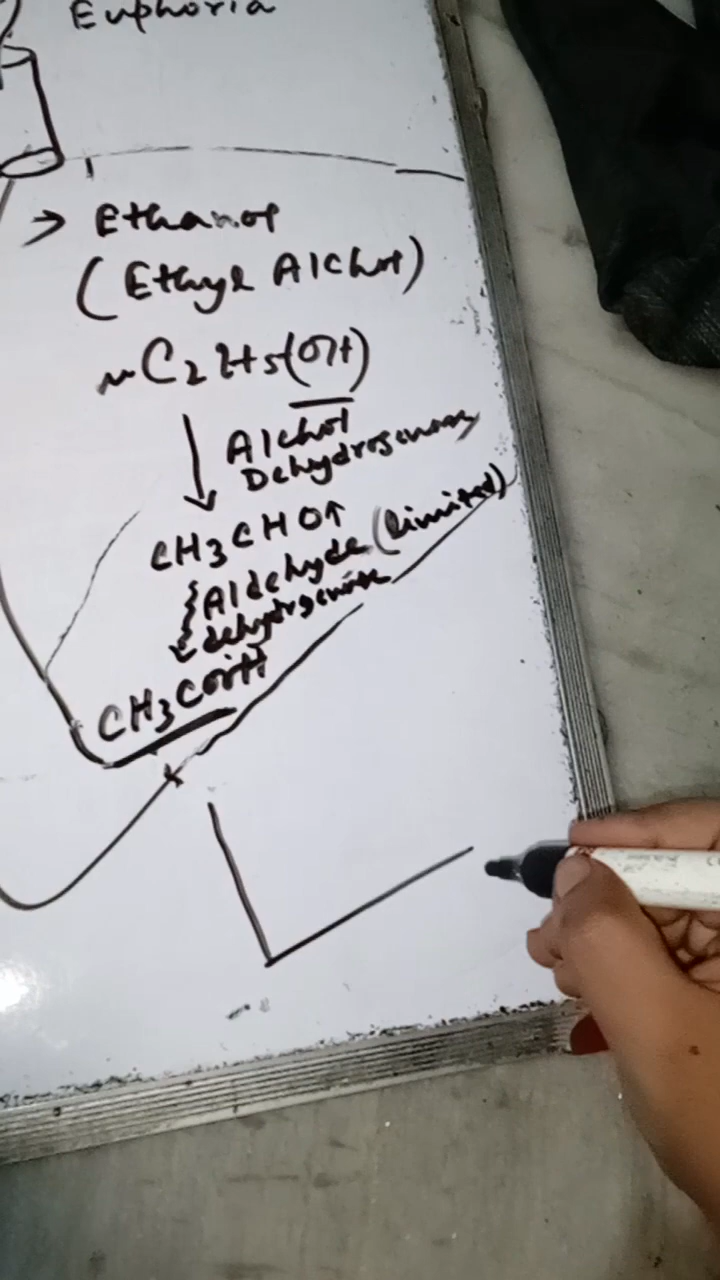 Euphoria
→ Ethanol
(Ethyl Alchol)
C2H5(OH)
Alchol
Dehydrogenase
CH3CHO↑
Aldehyde (limited)
dehydrogenase
CH3COOH